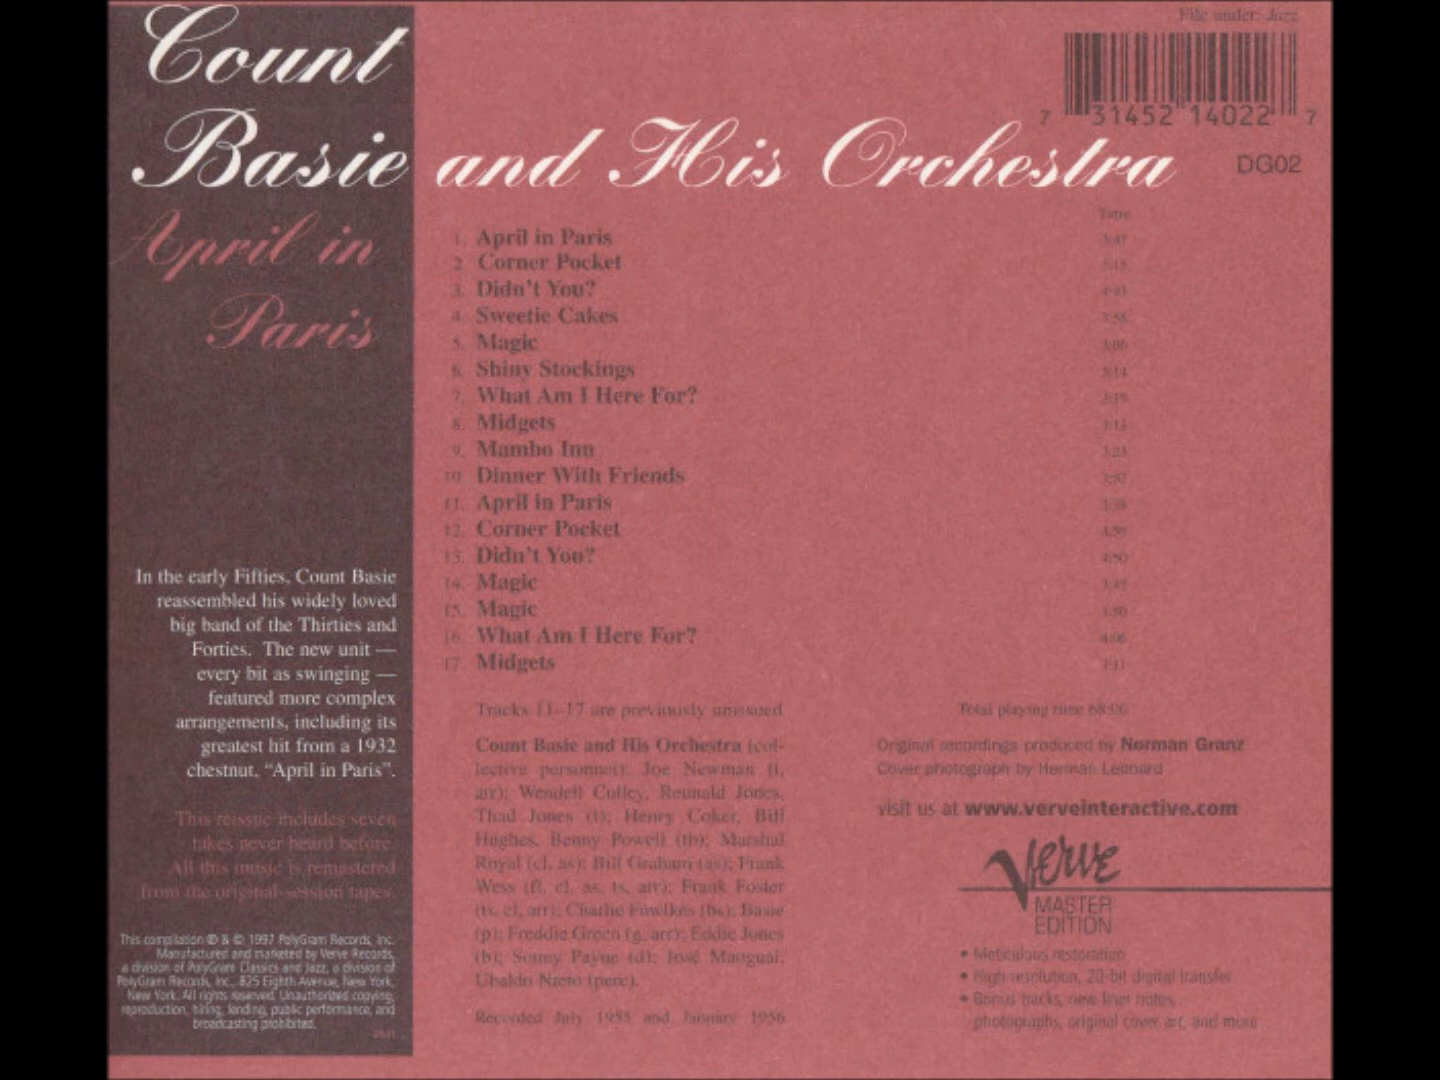 File under: Jazz
Count
Basie and His Orchestra
7 31452 14022 7
DG02
April in
Paris
Time
1. April in Paris 3:47
2. Corner Pocket 5:15
3. Didn't You?
4. Sweetie Cakes
5. Magic
6. Shiny Stockings 5:14
7. What Am I Here For?
8. Midgets
9. Mambo Inn
10. Dinner With Friends
11. April in Paris
12. Corner Pocket
13. Didn't You? 4:50
14. Magic
15. Magic
16. What Am I Here For?
17. Midgets
Tracks 11–17 are previously unissued
Total playing time
In the early Fifties, Count Basie
reassembled his widely loved
big band of the Thirties and
Forties. The new unit —
every bit as swinging —
featured more complex
arrangements, including its
greatest hit from a 1932
chestnut, “April in Paris”.
This reissue includes seven
takes never heard before.
All this music is remastered
from the original-session tapes.
This compilation ℗ & © 1997 PolyGram Records, Inc.
Manufactured and marketed by Verve Records,
a division of PolyGram Classics and Jazz, a division of
PolyGram Records, Inc., 825 Eighth Avenue, New York,
New York. All rights reserved. Unauthorized copying,
reproduction, hiring, lending, public performance, and
broadcasting prohibited.
Count Basie and His Orchestra (col-
lective personnel): Joe Newman (t,
arr); Wendell Culley, Reunald Jones,
Thad Jones (t); Henry Coker, Bill
Hughes, Benny Powell (tb); Marshal
Royal (cl, as); Bill Graham (as); Frank
Wess (fl, cl, as, ts, arr); Frank Foster
(ts, cl, arr); Charlie Fowlkes (bs); Basie
(p); Freddie Green (g, arr); Eddie Jones
(b); Sonny Payne (d); José Mangual,
Ubaldo Nieto (perc).
Recorded July 1955 and January 1956
Original recordings produced by Norman Granz
Cover photograph by Herman Leonard
visit us at www.verveinteractive.com
Verve
MASTER
EDITION
• Meticulous restoration
• High-resolution, 20-bit digital transfer
• Bonus tracks, new liner notes,
photographs, original cover art, and more